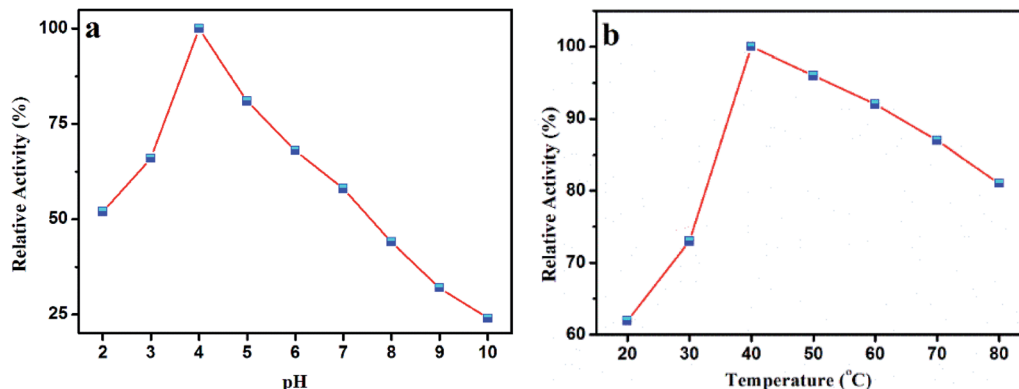 a
100
75
50
25
2 3 4 5 6 7 8 9 10
pH
Relative Activity (%)
b
100
90
80
70
60
20 30 40 50 60 70 80
Temperature (°C)
Relative Activity (%)